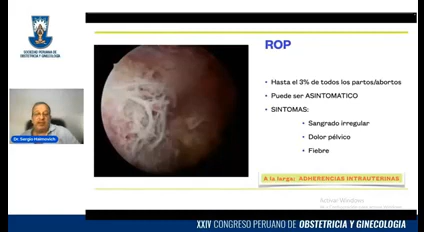 SOCIEDAD PERUANA DE
OBSTETRICIA Y GINECOLOGÍA
ROP
Hasta el 3% de todos los partos/abortos
Puede ser ASINTOMATICO
SINTOMAS:
Sangrado irregular
Dolor pélvico
Fiebre
A la larga: ADHERENCIAS INTRAUTERINAS
Activar Windows
Dr. Sergio Haimovich
XXIV CONGRESO PERUANO DE OBSTETRICIA Y GINECOLOGIA